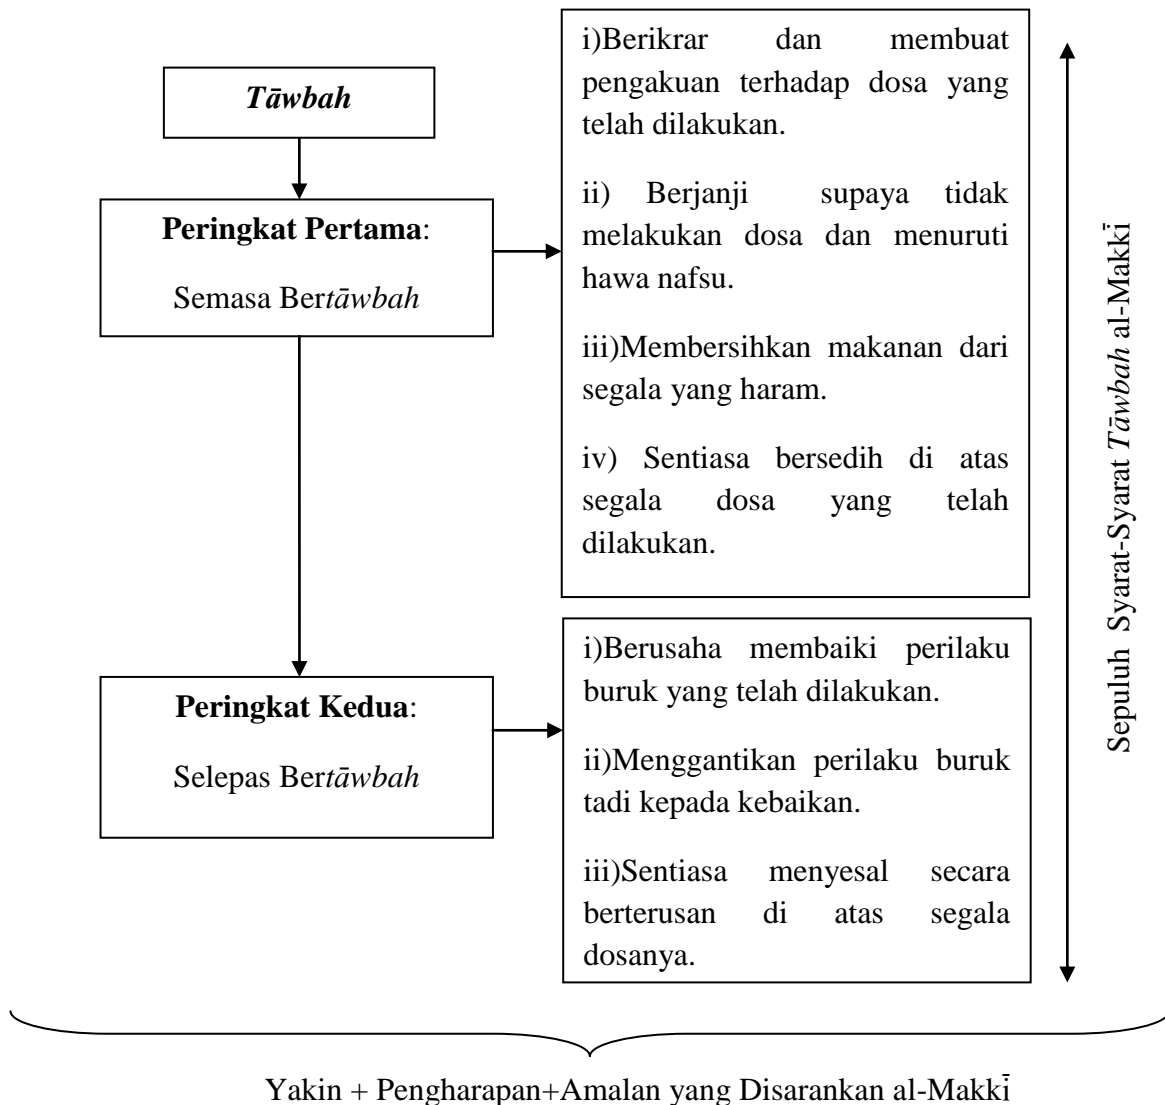 Tāwbah
Peringkat Pertama:
Semasa Bertāwbah
i)Berikrar dan membuat
pengakuan terhadap dosa yang
telah dilakukan.
ii) Berjanji supaya tidak
melakukan dosa dan menuruti
hawa nafsu.
iii)Membersihkan makanan dari
segala yang haram.
iv) Sentiasa bersedih di atas
segala dosa yang telah
dilakukan.
Peringkat Kedua:
Selepas Bertāwbah
i)Berusaha membaiki perilaku
buruk yang telah dilakukan.
ii)Menggantikan perilaku buruk
tadi kepada kebaikan.
iii)Sentiasa menyesal secara
berterusan di atas segala
dosanya.
Sepuluh Syarat-Syarat Tāwbah al-Makkī
Yakin + Pengharapan+Amalan yang Disarankan al-Makkī